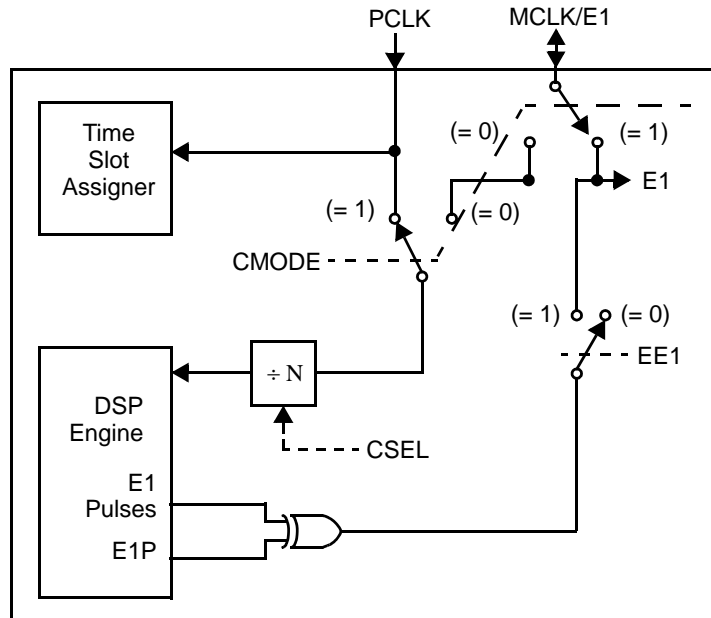 PCLK
MCLK/E1
Time
Slot
Assigner
(= 0)
(= 1)
E1
(= 1)
(= 0)
CMODE
(= 1)
(= 0)
EE1
÷ N
DSP
Engine
CSEL
E1
Pulses
E1P